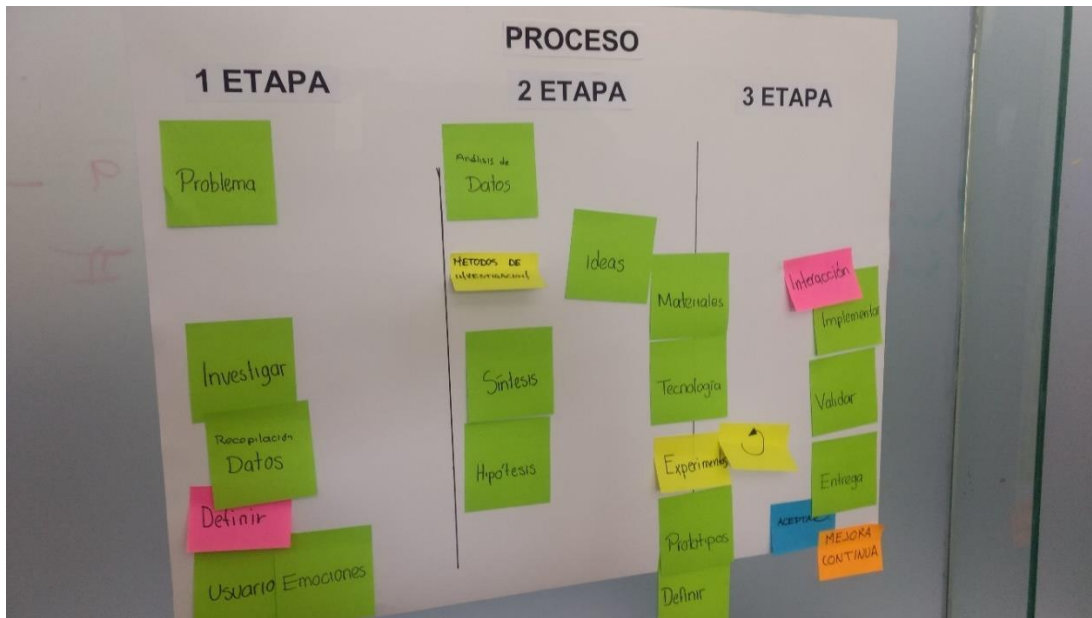 PROCESO
1 ETAPA
2 ETAPA
3 ETAPA
Problema
Investigar
Recopilación
Datos
Definir
Usuario
Emociones
Análisis de
Datos
METODOS DE
INVESTIGACIÓN
Síntesis
Hipótesis
Ideas
Materiales
Tecnología
Experimentos
Prototipos
Definir
Interacción
Implementar
Validar
Entrega
MEJORA
CONTINUA